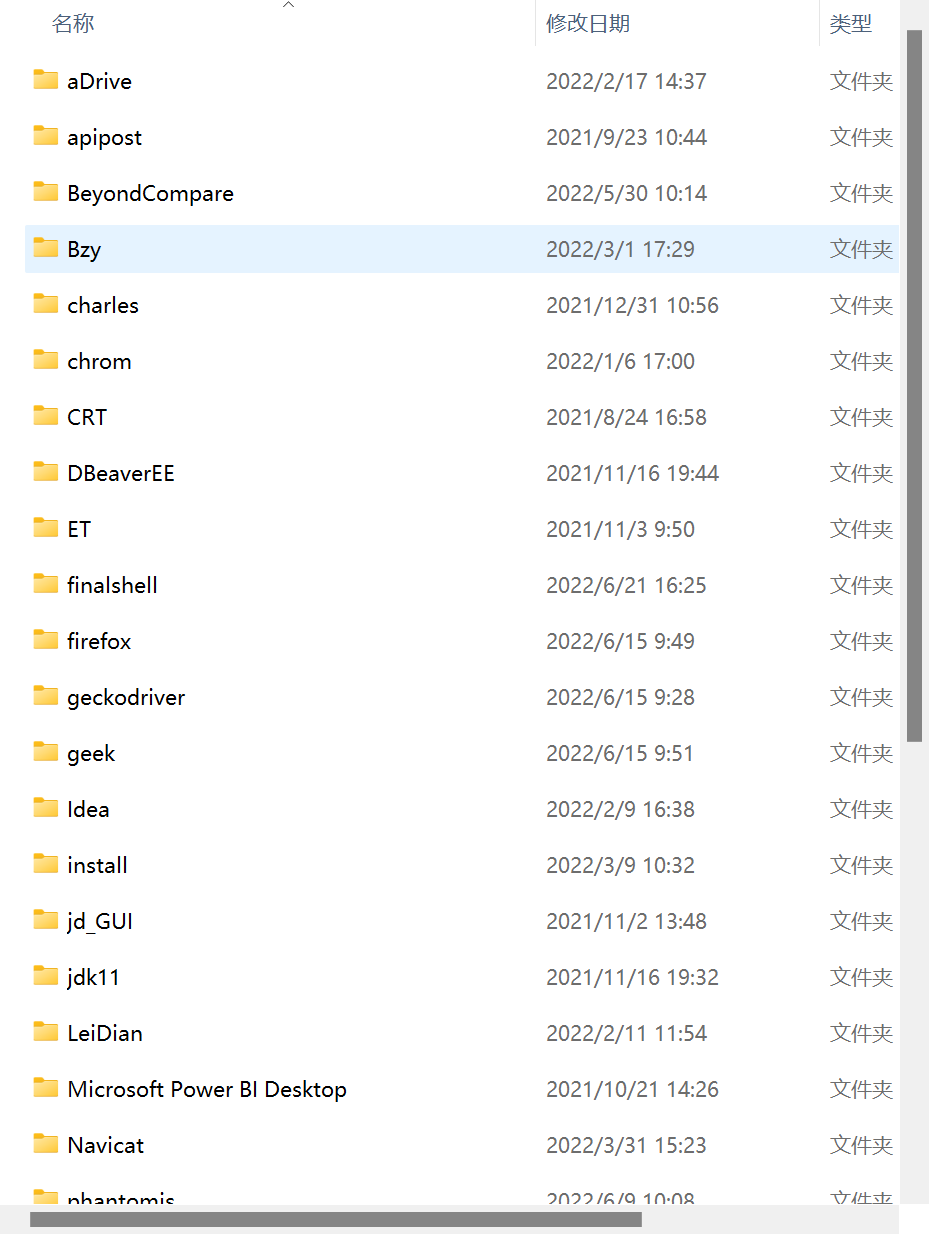 名称 修改日期 类型
aDrive 2022/2/17 14:37 文件夹
apipost 2021/9/23 10:44 文件夹
BeyondCompare 2022/5/30 10:14 文件夹
Bzy 2022/3/1 17:29 文件夹
charles 2021/12/31 10:56 文件夹
chrom 2022/1/6 17:00 文件夹
CRT 2021/8/24 16:58 文件夹
DBeaverEE 2021/11/16 19:44 文件夹
ET 2021/11/3 9:50 文件夹
finalshell 2022/6/21 16:25 文件夹
firefox 2022/6/15 9:49 文件夹
geckodriver 2022/6/15 9:28 文件夹
geek 2022/6/15 9:51 文件夹
Idea 2022/2/9 16:38 文件夹
install 2022/3/9 10:32 文件夹
jd_GUI 2021/11/2 13:48 文件夹
jdk11 2021/11/16 19:32 文件夹
LeiDian 2022/2/11 11:54 文件夹
Microsoft Power BI Desktop 2021/10/21 14:26 文件夹
Navicat 2022/3/31 15:23 文件夹
phantomjs 2022/6/9 10:08 文件夹